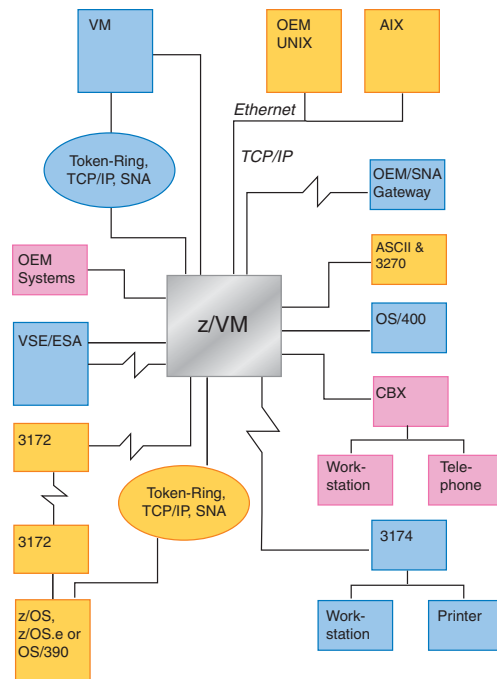 VM
OEM
UNIX
AIX
Ethernet
TCP/IP
Token-Ring,
TCP/IP, SNA
OEM/SNA
Gateway
OEM
Systems
ASCII &
3270
z/VM
VSE/ESA
OS/400
CBX
3172
Work-
station
Tele-
phone
Token-Ring,
TCP/IP, SNA
3172
3174
z/OS,
z/OS.e or
OS/390
Work-
station
Printer